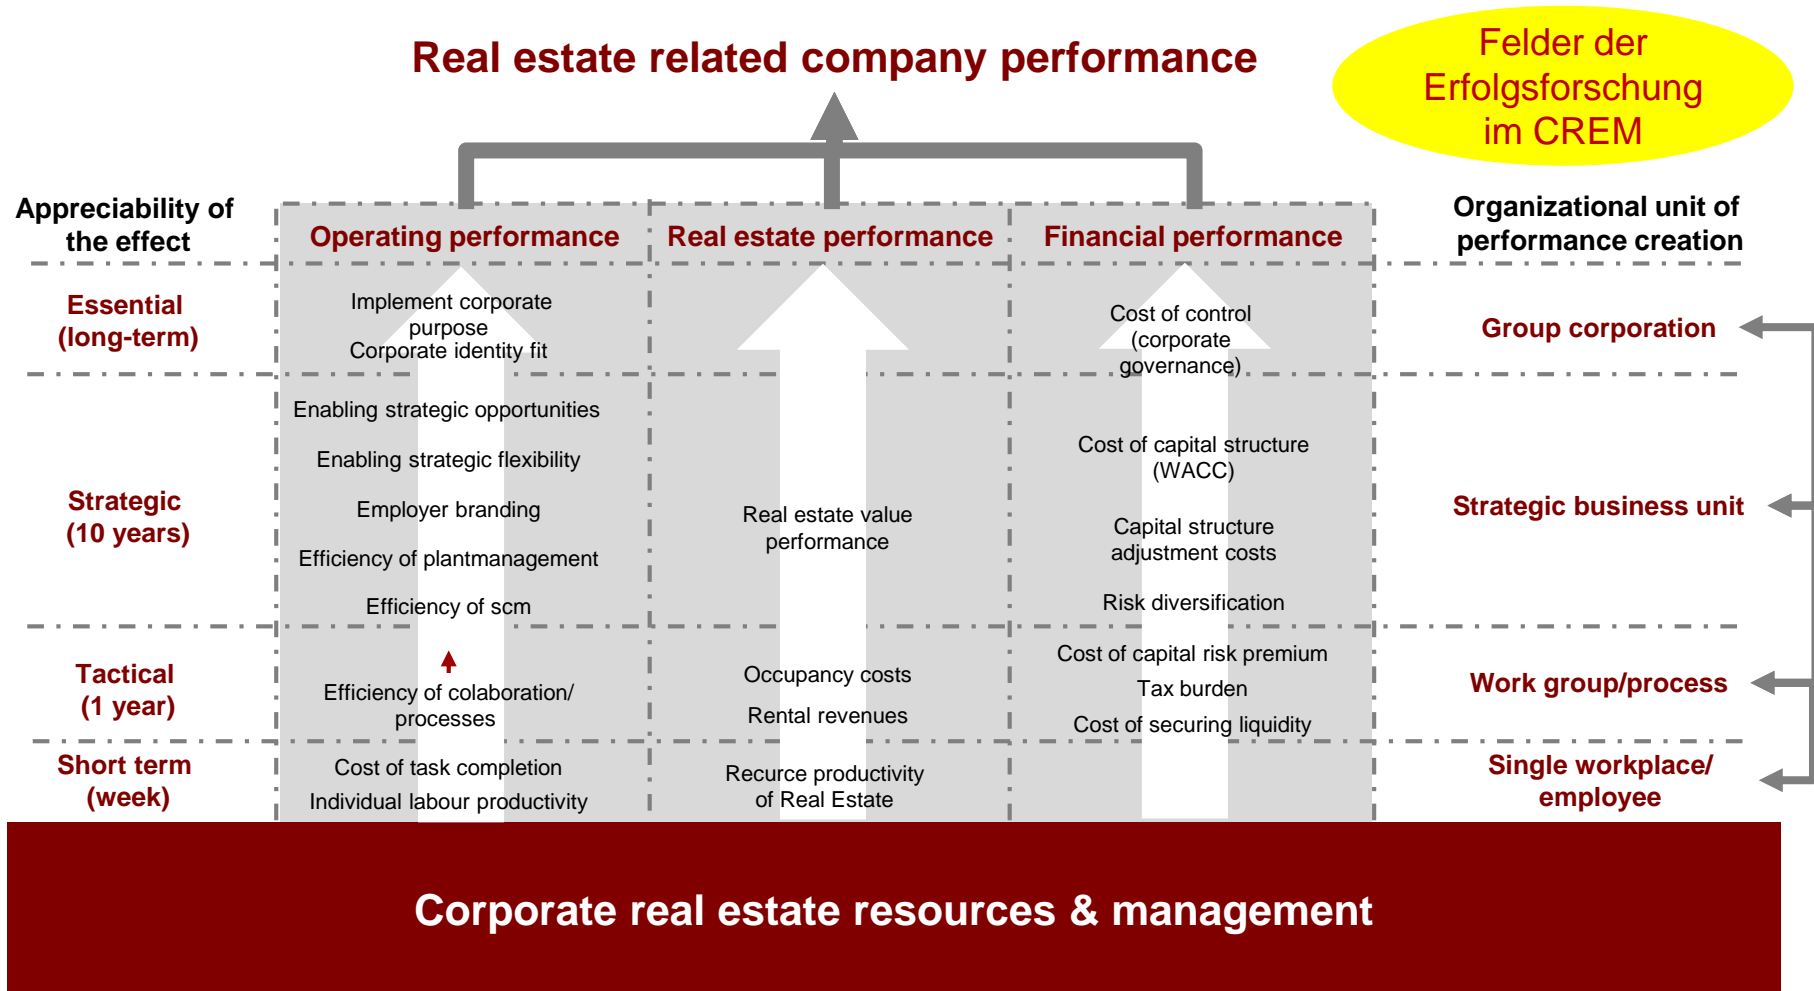 Real estate related company performance
Felder der
Erfolgsforschung
im CREM
Appreciability of
the effect
Operating performance
Real estate performance
Financial performance
Organizational unit of
performance creation
Essential
(long-term)
Implement corporate
purpose
Corporate identity fit
Cost of control
(corporate
governance)
Group corporation
Strategic
(10 years)
Enabling strategic opportunities
Enabling strategic flexibility
Employer branding
Efficiency of plantmanagement
Efficiency of scm
Real estate value
performance
Cost of capital structure
(WACC)
Capital structure
adjustment costs
Risk diversification
Strategic business unit
Tactical
(1 year)
Efficiency of colaboration/
processes
Occupancy costs
Rental revenues
Cost of capital risk premium
Tax burden
Cost of securing liquidity
Work group/process
Short term
(week)
Cost of task completion
Individual labour productivity
Recurce productivity
of Real Estate
Single workplace/
employee
Corporate real estate resources & management